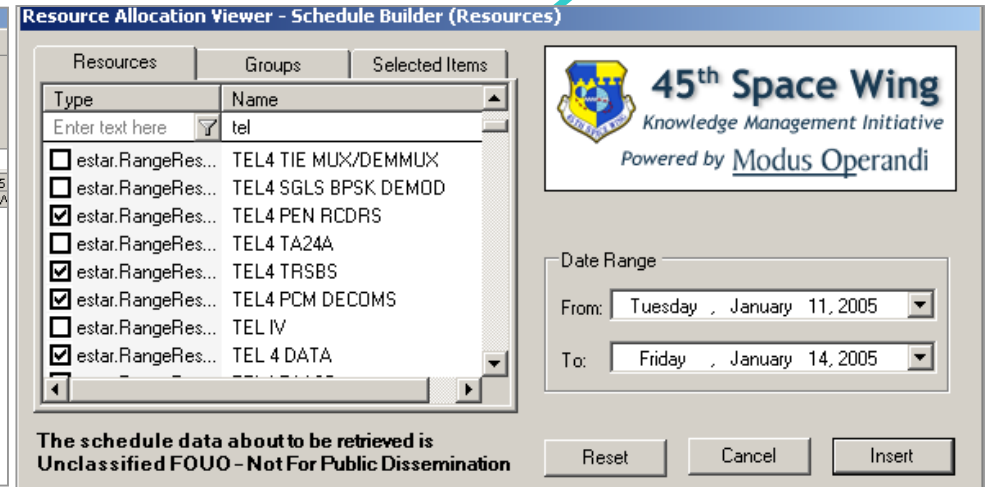 Resource Allocation Viewer - Schedule Builder (Resources)
Resources Groups Selected Items
Type Name
Enter text here tel
estar.RangeRes... TEL4 TIE MUX/DEMMUX
estar.RangeRes... TEL4 SGLS BPSK DEMOD
estar.RangeRes... TEL4 PEN RCDRS
estar.RangeRes... TEL4 TA24A
estar.RangeRes... TEL4 TRSBS
estar.RangeRes... TEL4 PCM DECOMS
estar.RangeRes... TEL IV
estar.RangeRes... TEL 4 DATA
The schedule data about to be retrieved is
Unclassified FOUO - Not For Public Dissemination
45th Space Wing
Knowledge Management Initiative
Powered by Modus Operandi
Date Range
From: Tuesday , January 11, 2005
To: Friday , January 14, 2005
Reset Cancel Insert